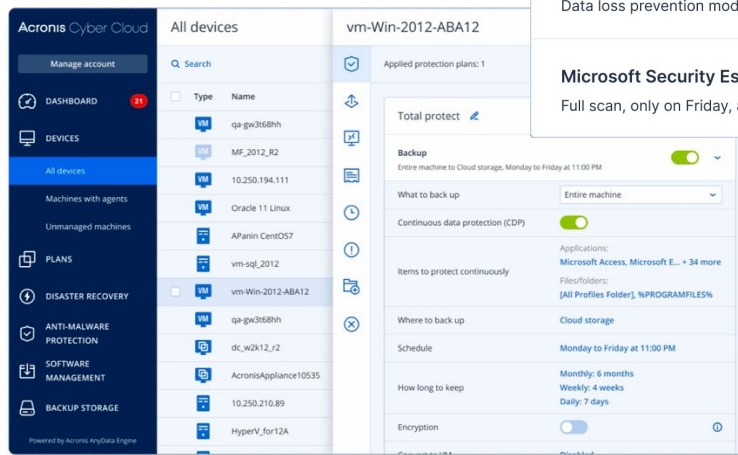 Acronis Cyber Cloud
Manage account
DASHBOARD 21
DEVICES
All devices
Machines with agents
Unmanaged machines
PLANS
DISASTER RECOVERY
ANTI-MALWARE
PROTECTION
SOFTWARE
MANAGEMENT
BACKUP STORAGE
Powered by Acronis AnyData Engine
All devices
Search
Type Name
VM qa-gw3t68hh
VM MF_2012_R2
VM 10.250.194.111
VM Oracle 11 Linux
APanin CentOS7
vm-sql_2012
VM vm-Win-2012-ABA12
VM qa-gw3t68hh
dc_w2k12_r2
AcronisAppliance10535
10.250.210.89
HyperV_for12A
vm-Win-2012-ABA12
Applied protection plans: 1
Total protect
Backup
Entire machine to Cloud storage, Monday to Friday at 11:00 PM
What to back up Entire machine
Continuous data protection (CDP)
Items to protect continuously
Applications:
Microsoft Access, Microsoft E... + 34 more
Files/folders:
[All Profiles Folder], %PROGRAMFILES%
Where to back up Cloud storage
Schedule Monday to Friday at 11:00 PM
How long to keep
Monthly: 6 months
Weekly: 4 weeks
Daily: 7 days
Encryption
Convert to VM Disabled
Data loss prevention mod
Microsoft Security Es
Full scan, only on Friday,